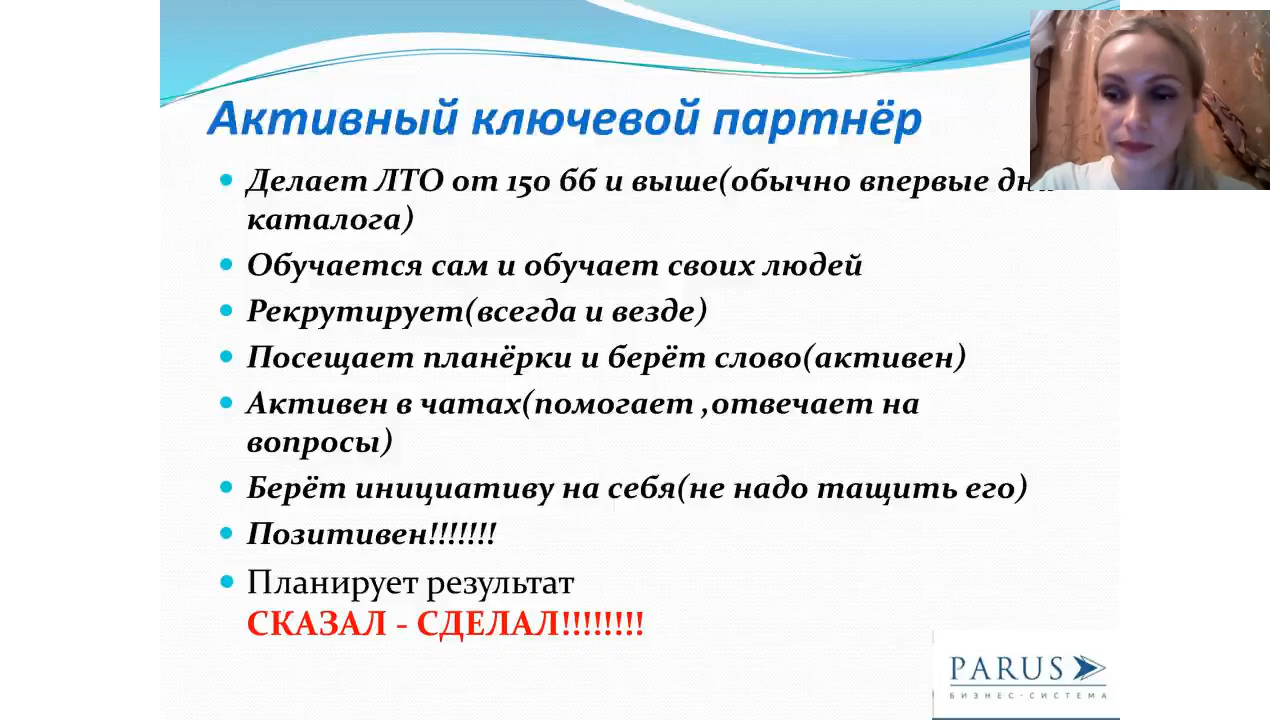 Активный ключевой партнёр
Делает ЛТО от 150 бб и выше(обычно впервые
каталога)
Обучается сам и обучает своих людей
Рекрутирует(всегда и везде)
Посещает планёрки и берёт слово(активен)
Активен в чатах(помогает ,отвечает на
вопросы)
Берёт инициативу на себя(не надо тащить его)
Позитивен!!!!!!!
Планирует результат
СКАЗАЛ - СДЕЛАЛ!!!!!!!!
PARUS
БИЗНЕС-СИСТЕМА